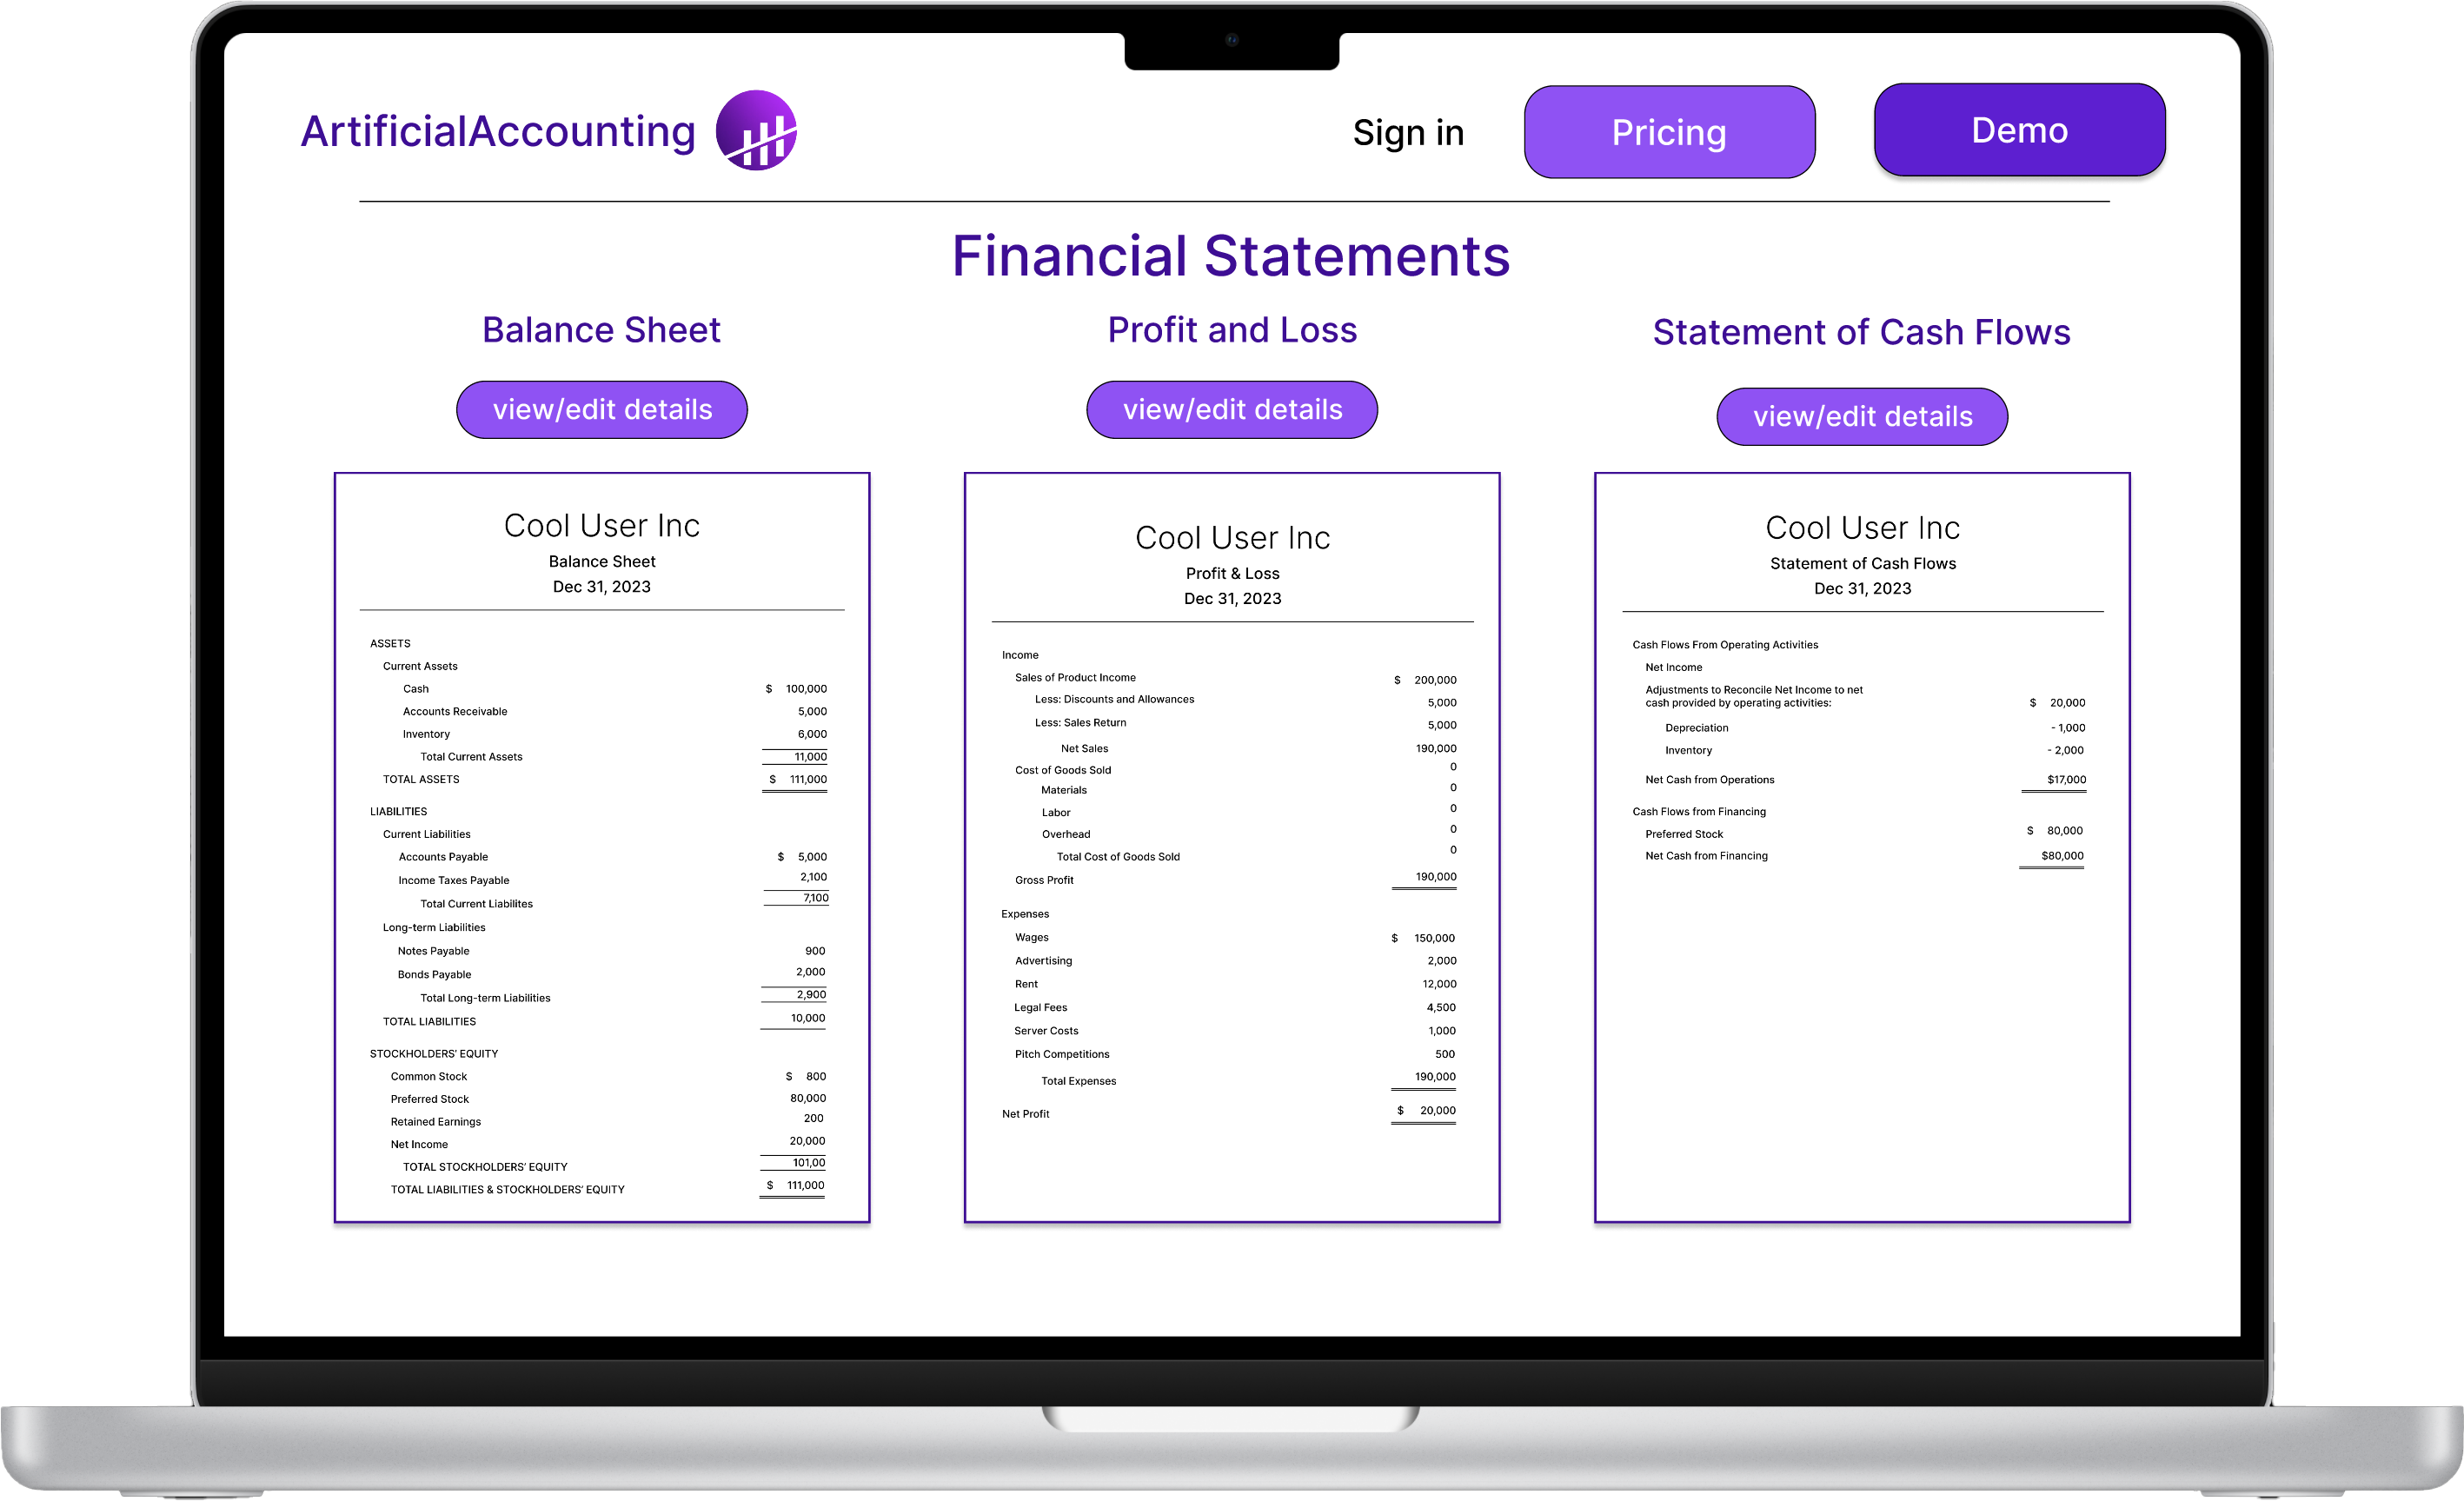 ArtificialAccounting
Sign in
Pricing
Demo
Financial Statements
Balance Sheet
view/edit details
Cool User Inc
Balance Sheet
Dec 31, 2023
ASSETS
Current Assets
Cash $ 100,000
Accounts Receivable 5,000
Inventory 6,000
Total Current Assets 11,000
TOTAL ASSETS $ 111,000
LIABILITIES
Current Liabilities
Accounts Payable $ 5,000
Income Taxes Payable 2,100
Total Current Liabilites 7,100
Long-term Liabilities
Notes Payable 900
Bonds Payable 2,000
Total Long-term Liabilities 2,900
TOTAL LIABILITIES 10,000
STOCKHOLDERS' EQUITY
Common Stock $ 800
Preferred Stock 80,000
Retained Earnings 200
Net Income 20,000
TOTAL STOCKHOLDERS' EQUITY 101,00
TOTAL LIABILITIES & STOCKHOLDERS' EQUITY $ 111,000
Profit and Loss
view/edit details
Cool User Inc
Profit & Loss
Dec 31, 2023
Income
Sales of Product Income $ 200,000
Less: Discounts and Allowances 5,000
Less: Sales Return 5,000
Net Sales 190,000
Cost of Goods Sold 0
Materials 0
Labor 0
Overhead 0
Total Cost of Goods Sold 0
Gross Profit 190,000
Expenses
Wages $ 150,000
Advertising 2,000
Rent 12,000
Legal Fees 4,500
Server Costs 1,000
Pitch Competitions 500
Total Expenses 190,000
Net Profit $ 20,000
Statement of Cash Flows
view/edit details
Cool User Inc
Statement of Cash Flows
Dec 31, 2023
Cash Flows From Operating Activities
Net Income
Adjustments to Reconcile Net Income to net
cash provided by operating activities: $ 20,000
Depreciation - 1,000
Inventory - 2,000
Net Cash from Operations $17,000
Cash Flows from Financing
Preferred Stock $ 80,000
Net Cash from Financing $80,000